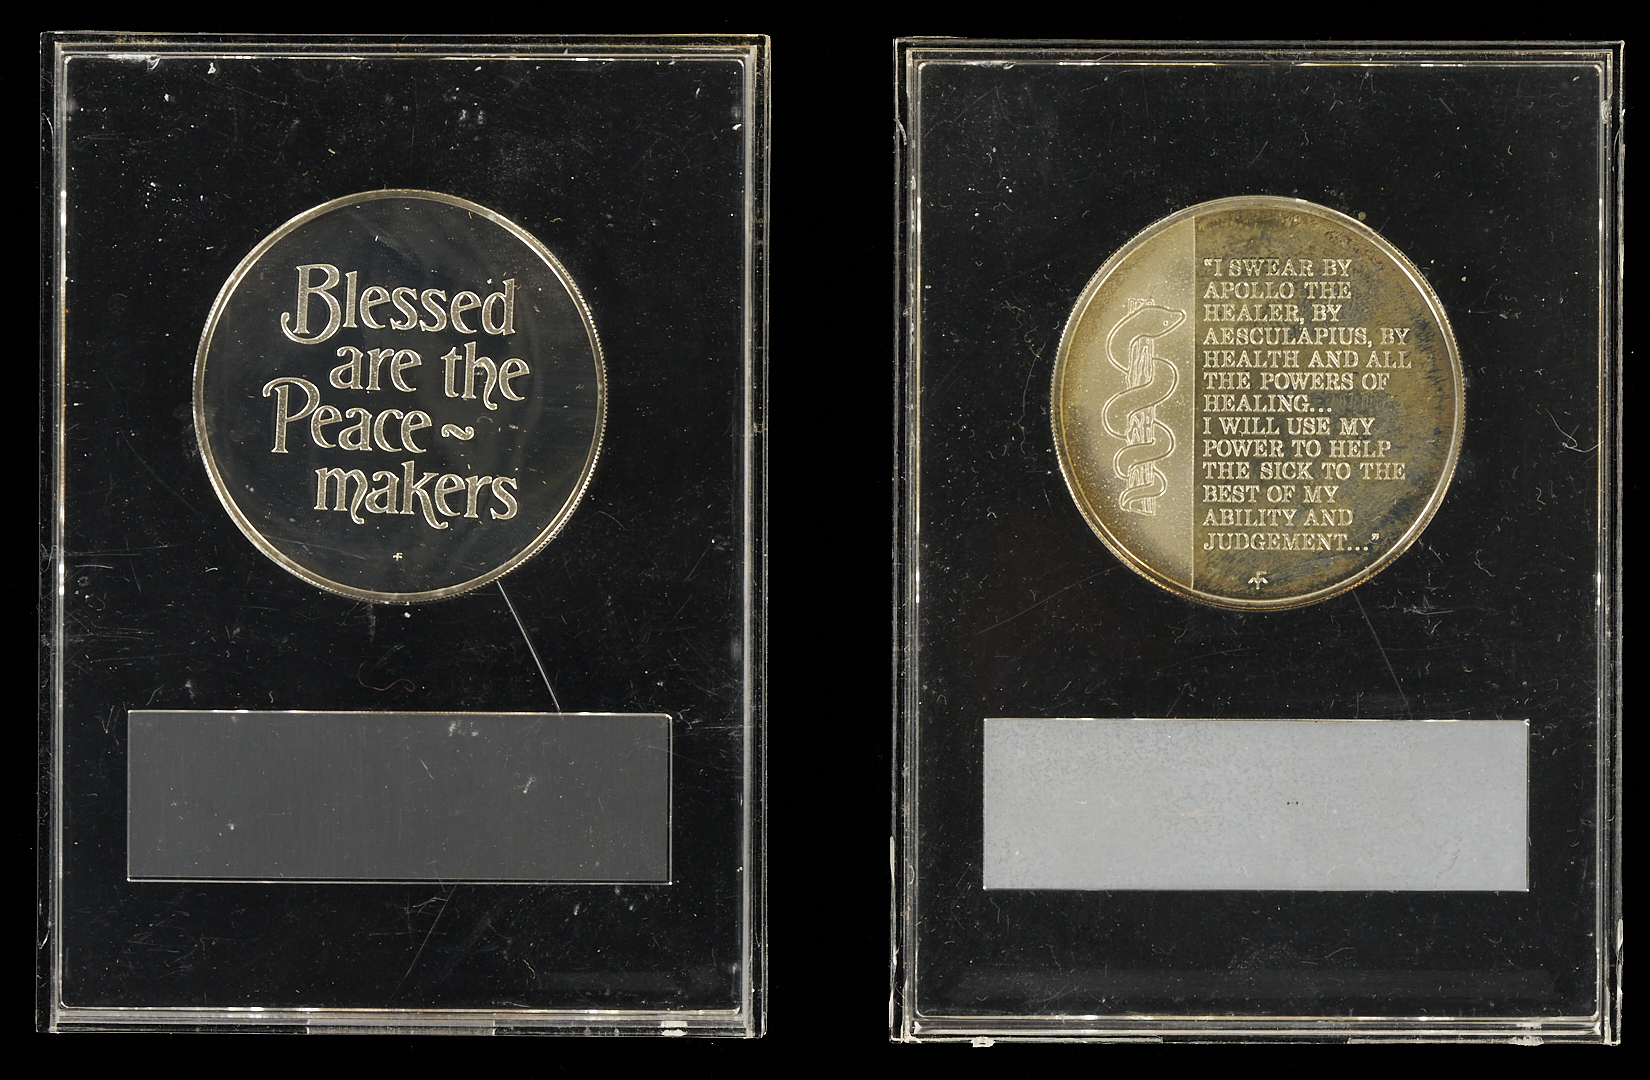 Blessed
are the
Peace~
makers
"I SWEAR BY
APOLLO THE
HEALER, BY
AESCULAPIUS, BY
HEALTH AND ALL
THE POWERS OF
HEALING...
I WILL USE MY
POWER TO HELP
THE SICK TO THE
BEST OF MY
ABILITY AND
JUDGEMENT..."